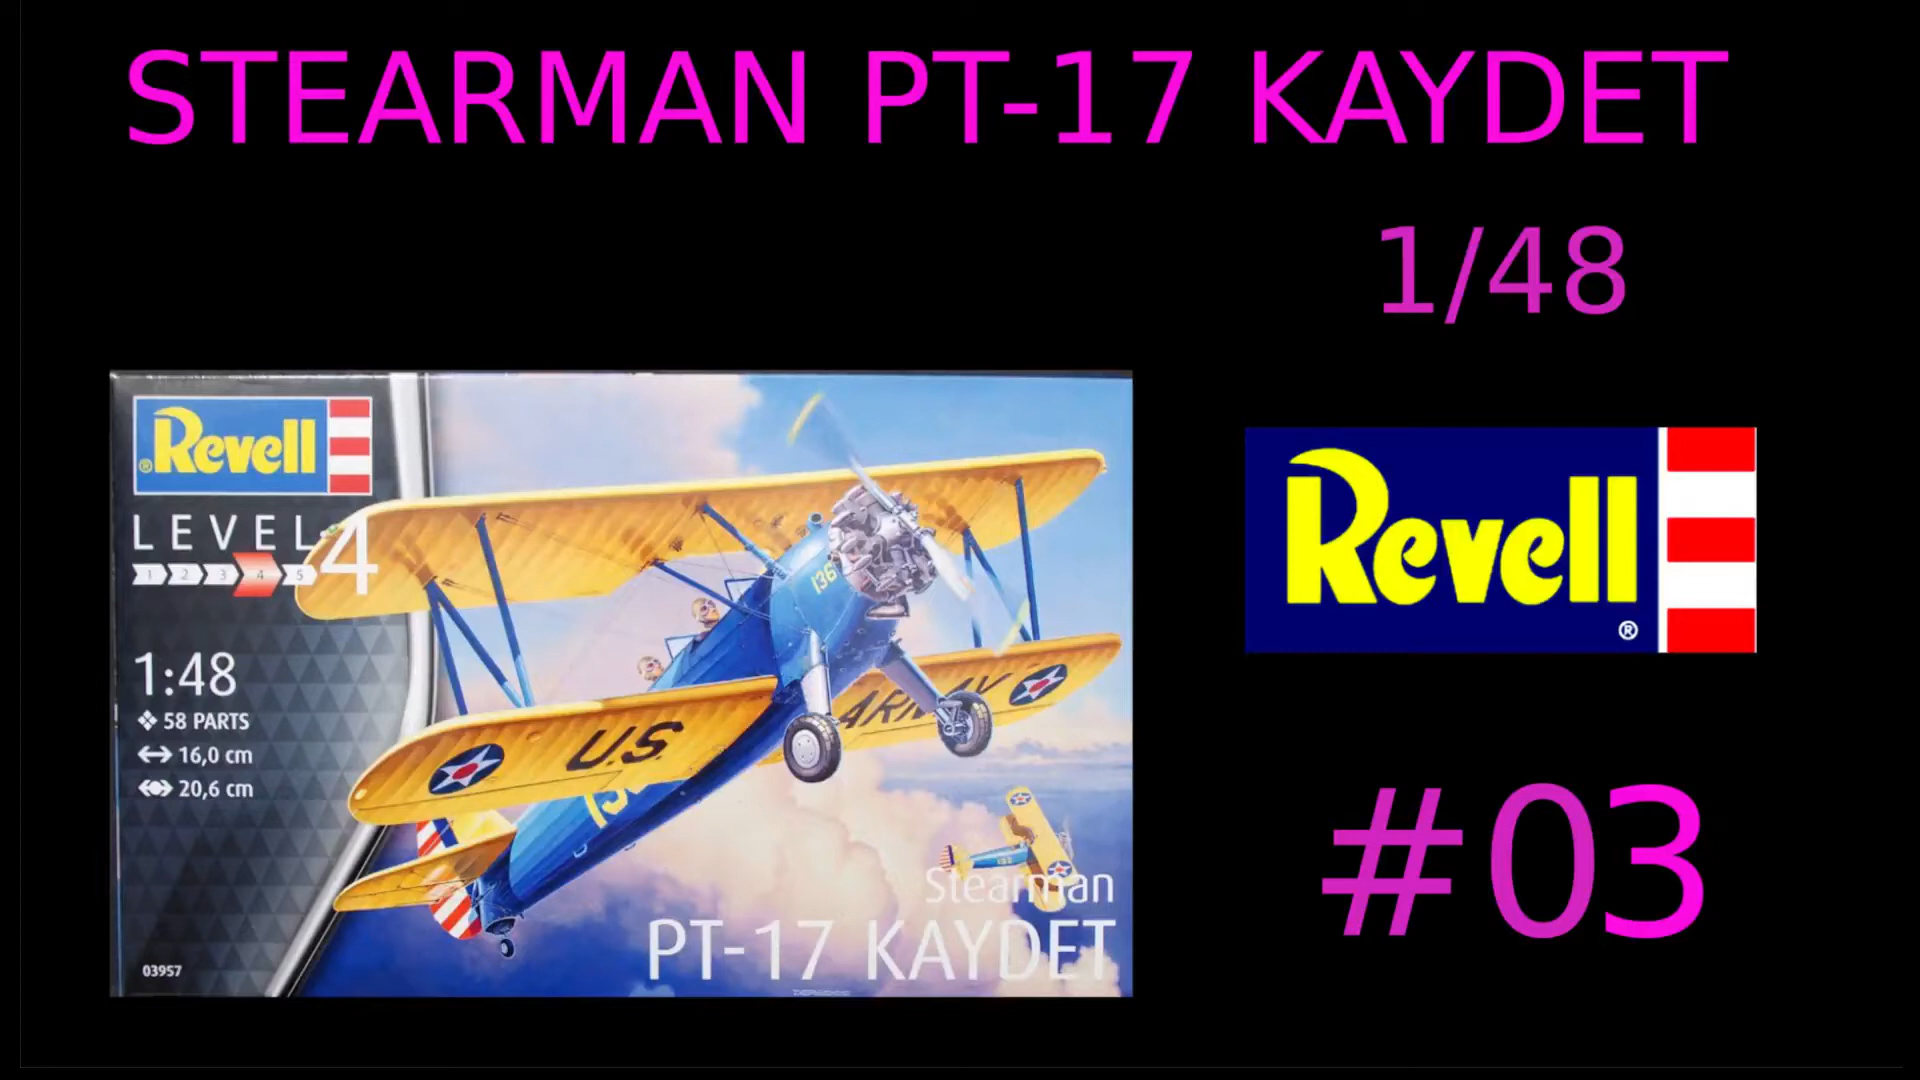 STEARMAN PT-17 KAYDET
1/48
Revell
®
LEVEL 4
1 2 3 4 5
1:48
58 PARTS
16,0 cm
20,6 cm
03957
136
U.S.
ARMY
Stearman
PT-17 KAYDET
Revell
®
#03